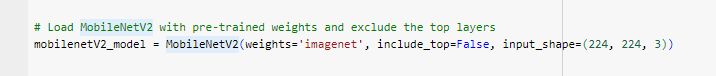 # Load MobileNetV2 with pre-trained weights and exclude the top layers
mobilenetV2_model = MobileNetV2(weights='imagenet', include_top=False, input_shape=(224, 224, 3))